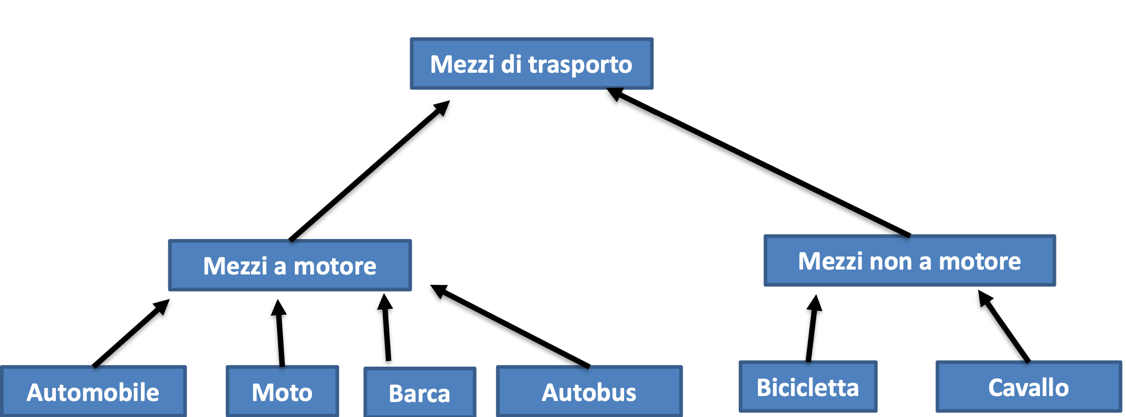 Mezzi di trasporto
Mezzi a motore
Mezzi non a motore
Automobile
Moto
Barca
Autobus
Bicicletta
Cavallo